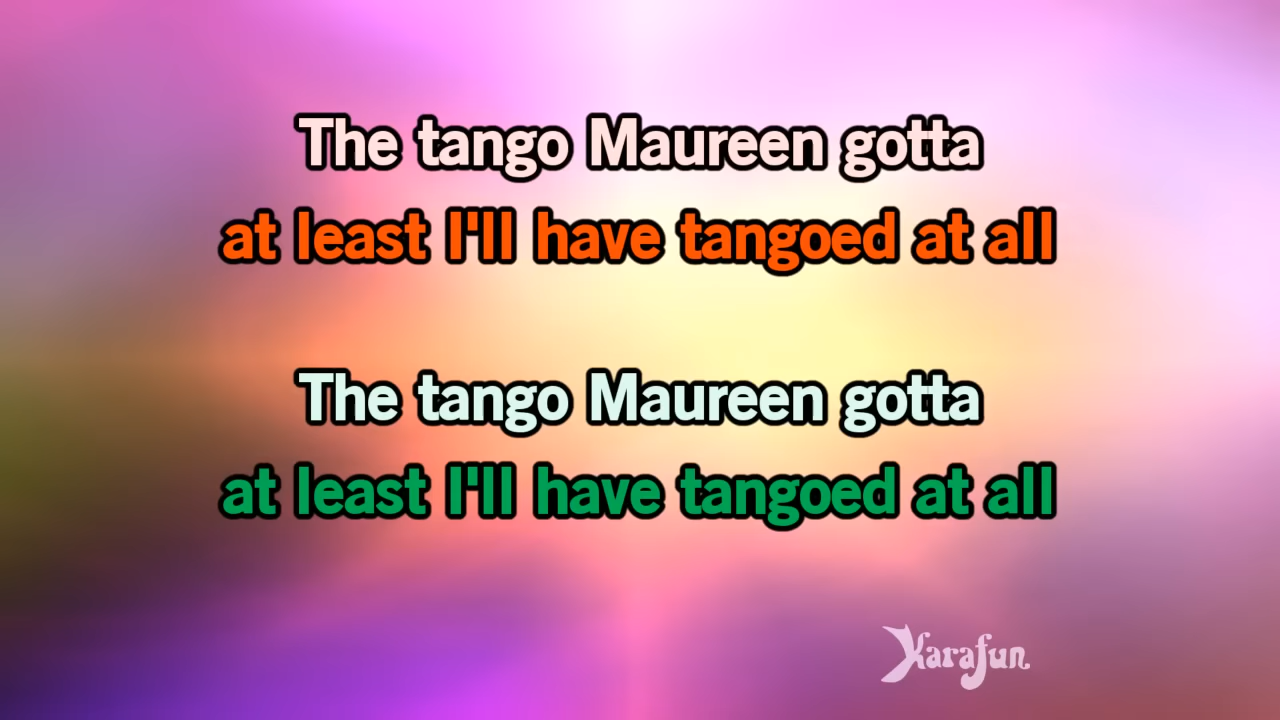 The tango Maureen gotta
at least I'll have tangoed at all
The tango Maureen gotta
at least I'll have tangoed at all
Karafun